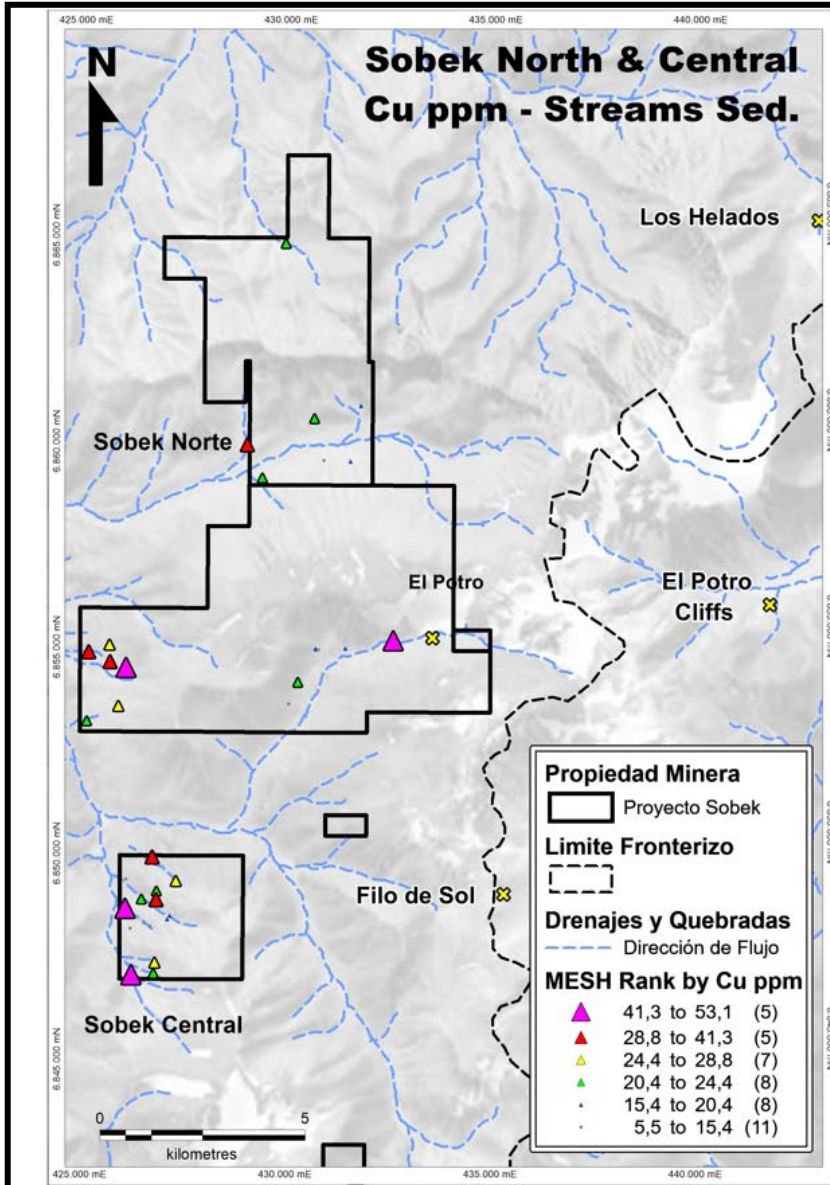 425.000 mE 430.000 mE 435.000 mE 440.000 mE
N
Sobek North & Central
Cu ppm - Streams Sed.
Los Helados
6.865.000 mN
Sobek Norte
6.860.000 mN
El Potro
El Potro
Cliffs
6.855.000 mN
Propiedad Minera
Proyecto Sobek
Limite Fronterizo
Drenajes y Quebradas
Dirección de Flujo
MESH Rank by Cu ppm
41,3 to 53,1 (5)
28,8 to 41,3 (5)
24,4 to 28,8 (7)
20,4 to 24,4 (8)
15,4 to 20,4 (8)
5,5 to 15,4 (11)
6.850.000 mN
Filo de Sol
Sobek Central
6.845.000 mN
0 5
kilometres
425.000 mE 430.000 mE 435.000 mE 440.000 mE